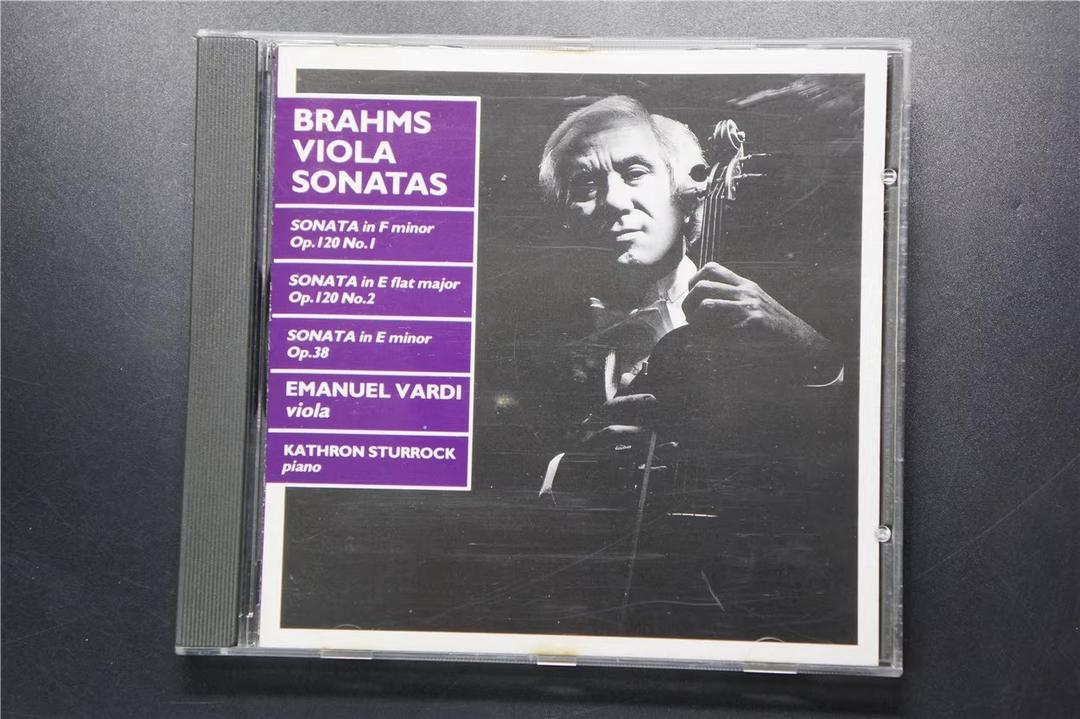 BRAHMS
VIOLA
SONATAS
SONATA in F minor
Op.120 No.1
SONATA in E flat major
Op.120 No.2
SONATA in E minor
Op.38
EMANUEL VARDI
viola
KATHRON STURROCK
piano